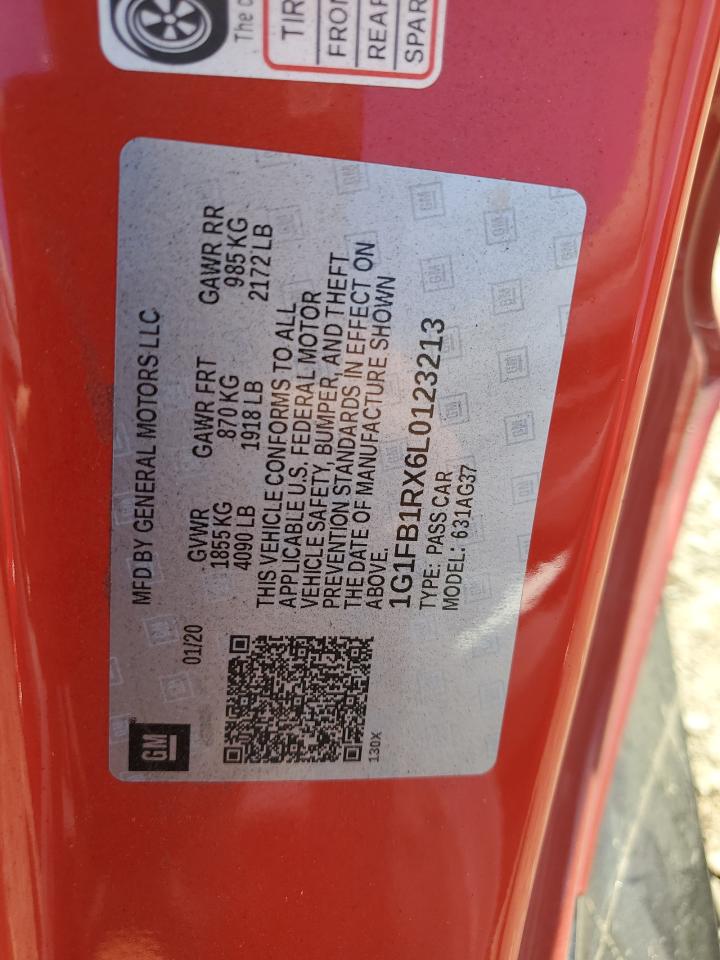 The
TIR
FRO
REAR
SPAR
GM
MFD BY GENERAL MOTORS LLC
01/20
GVWR GAWR FRT GAWR RR
1855 KG 870 KG 985 KG
4090 LB 1918 LB 2172 LB
THIS VEHICLE CONFORMS TO ALL
APPLICABLE U.S. FEDERAL MOTOR
VEHICLE SAFETY, BUMPER, AND THEFT
PREVENTION STANDARDS IN EFFECT ON
THE DATE OF MANUFACTURE SHOWN
ABOVE.
1G1FB1RX6L0123213
TYPE: PASS CAR
MODEL: 631AG37
130X